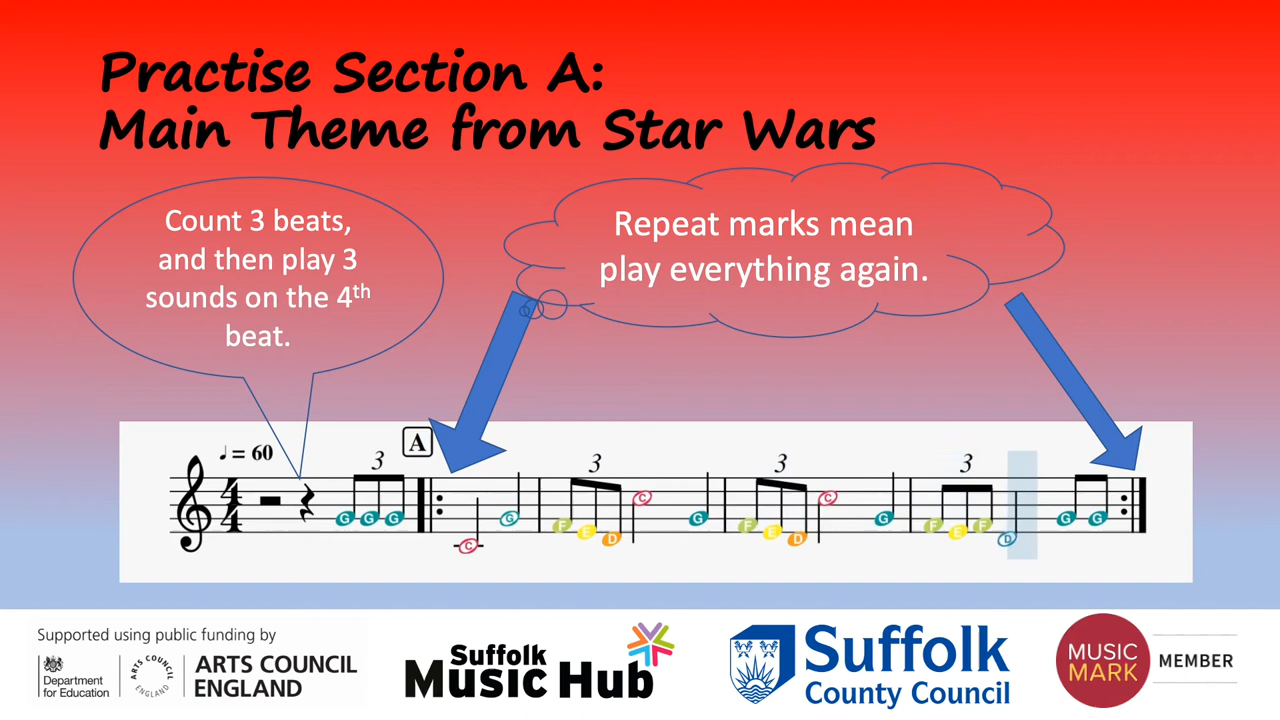 Practise Section A:
Main Theme from Star Wars
Count 3 beats,
and then play 3
sounds on the 4th
beat.
Repeat marks mean
play everything again.
♩ = 60
A
3
3
3
3
4
4
G G G
C G
F E D C G
F E D C G
F E F D G G
Supported using public funding by
Department
for Education
ARTS COUNCIL
ENGLAND
ARTS COUNCIL
ENGLAND
Suffolk
Music Hub
Suffolk
County Council
MUSIC
MARK
MEMBER